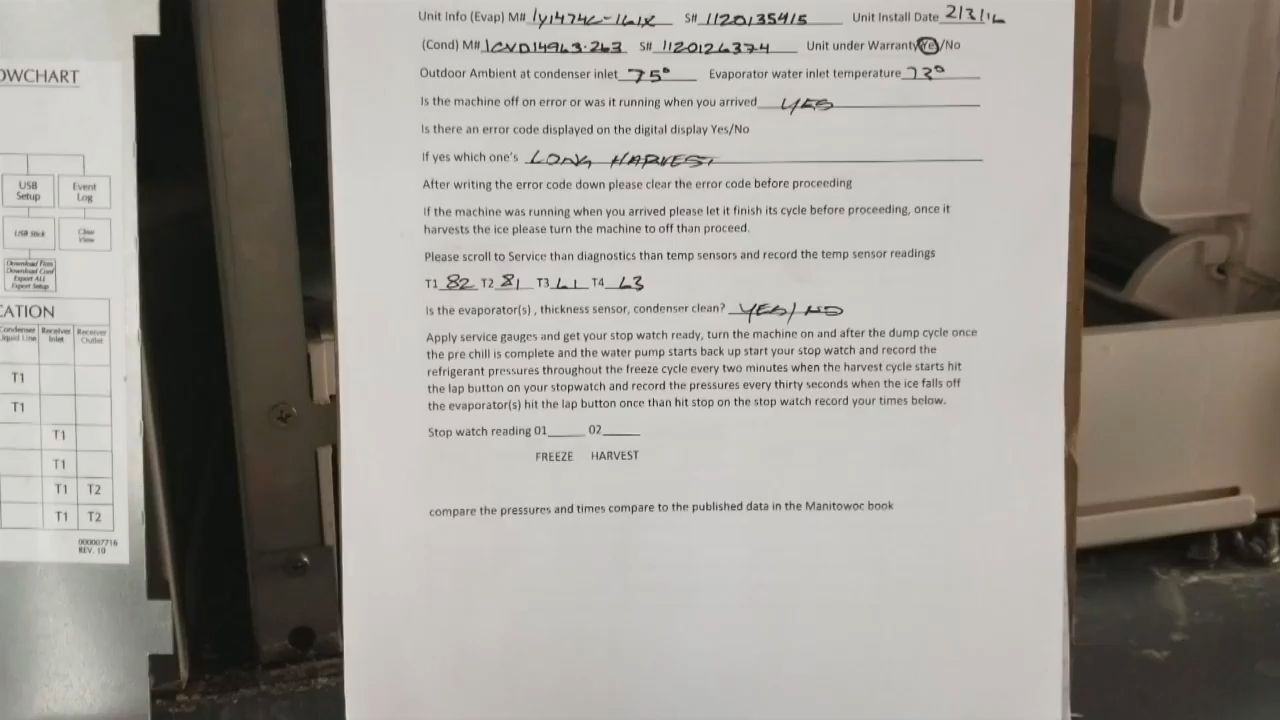 OWCHART
USB Setup
Event Log
USB Stick
Clear View
Download Firm
Download Conf
Export ALL
Export Setup
CATION
Condenser Liquid Line
Receiver Inlet
Receiver Outlet
T1
T1
T1
T1
T1 T2
T1 T2
000007716
REV. 10
Unit Info (Evap) M# 1Y1474C-161X S# 1120135415 Unit Install Date 2/3/16
(Cond) M# ICVD14963-263 S# 1120126374 Unit under Warranty Yes/No
Outdoor Ambient at condenser inlet 75° Evaporator water inlet temperature 73°
Is the machine off on error or was it running when you arrived YES
Is there an error code displayed on the digital display Yes/No
If yes which one's LONG HARVEST
After writing the error code down please clear the error code before proceeding
If the machine was running when you arrived please let it finish its cycle before proceeding, once it
harvests the ice please turn the machine to off than proceed.
Please scroll to Service than diagnostics than temp sensors and record the temp sensor readings
T1 82 T2 81 T3 61 T4 63
Is the evaporator(s) , thickness sensor, condenser clean? YES/NO
Apply service gauges and get your stop watch ready, turn the machine on and after the dump cycle once
the pre chill is complete and the water pump starts back up start your stop watch and record the
refrigerant pressures throughout the freeze cycle every two minutes when the harvest cycle starts hit
the lap button on your stopwatch and record the pressures every thirty seconds when the ice falls off
the evaporator(s) hit the lap button once than hit stop on the stop watch record your times below.
Stop watch reading 01_____ 02_____
FREEZE HARVEST
compare the pressures and times compare to the published data in the Manitowoc book